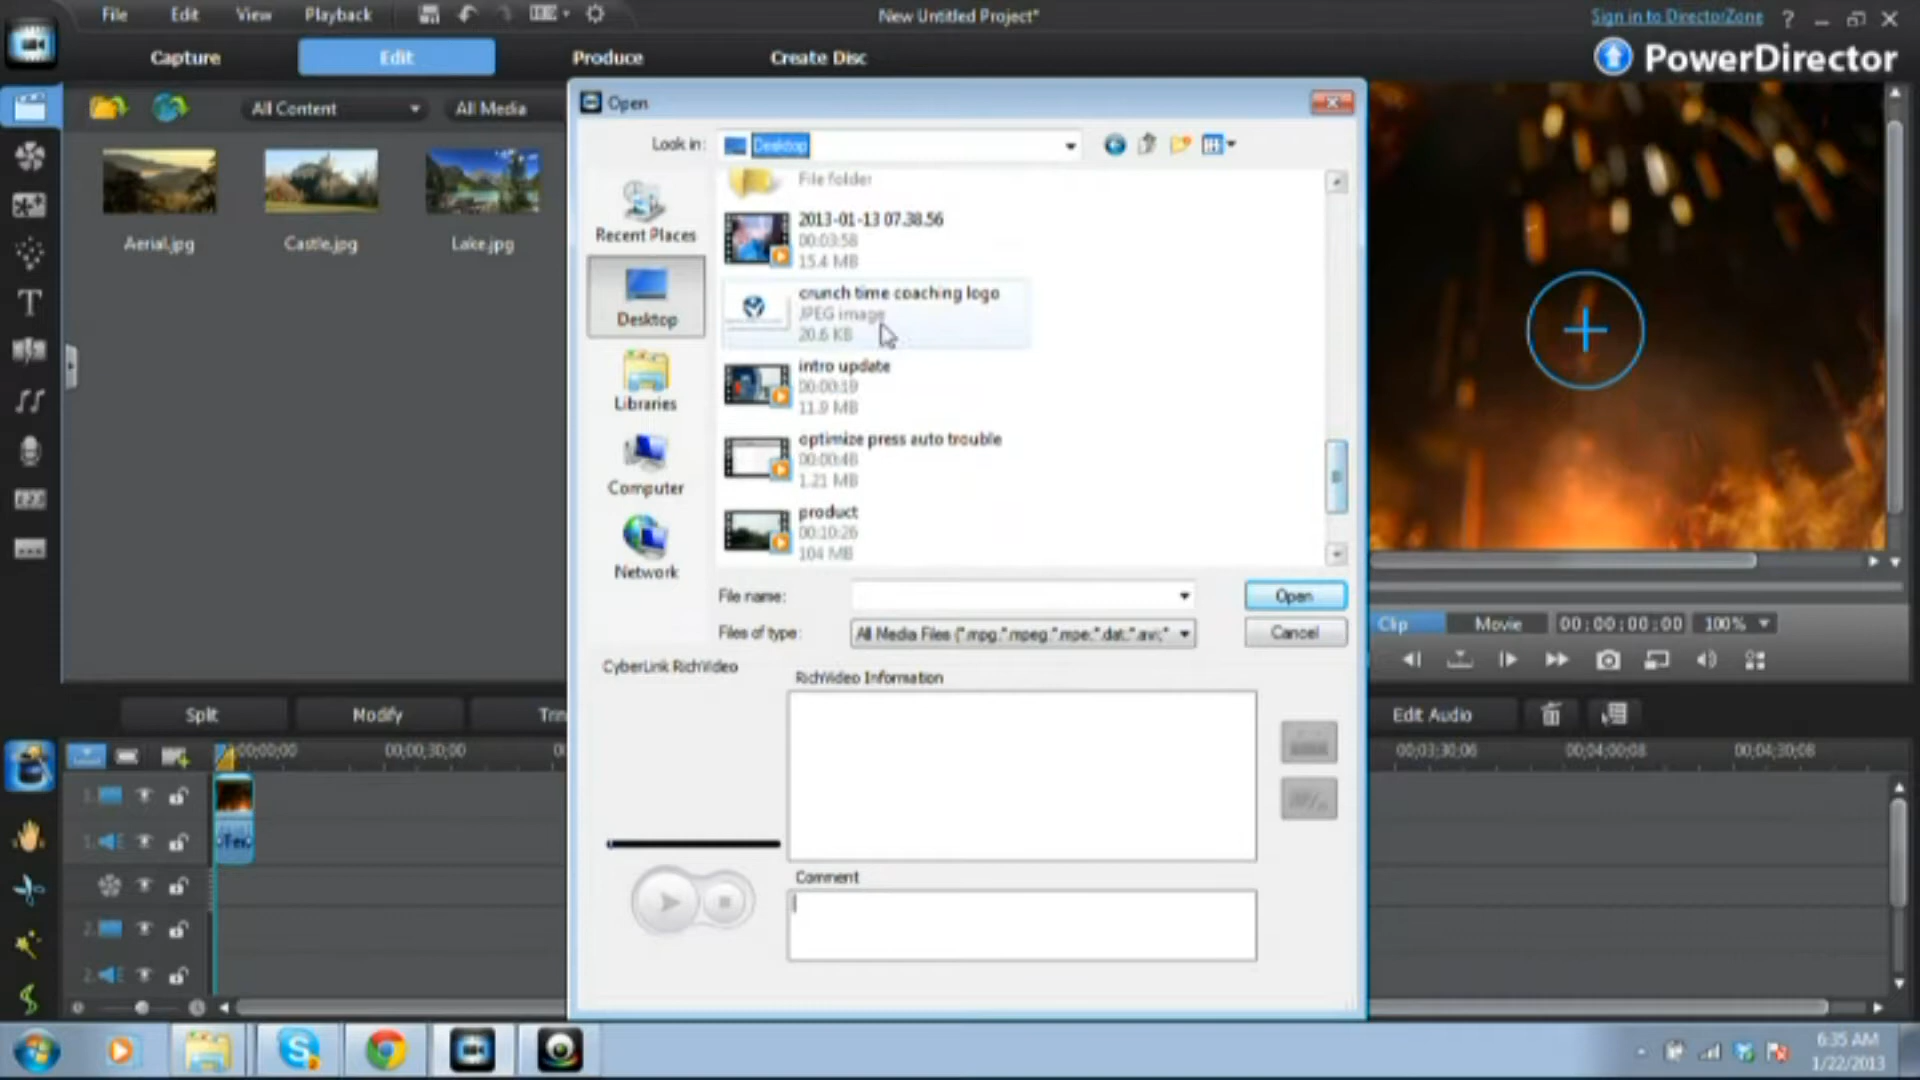 File Edit View Playback
New Untitled Project*
Sign in to DirectorZone ?
Capture Edit Produce Create Disc
PowerDirector
All Content All Media
Aerial.jpg Castle.jpg Lake.jpg
Open
Look in: Desktop
Recent Places
Desktop
Libraries
Computer
Network
File folder
2013-01-13 07.38.56
00:03:58
15.4 MB
crunch time coaching logo
JPEG image
20.6 KB
intro update
00:00:19
11.9 MB
optimize press auto trouble
00:00:48
1.21 MB
product
00:10:26
104 MB
File name:
Open
Files of type: All Media Files (*.mpg;*.mpeg;*.mpe;*.dat;*.avi;*
Cancel
CyberLink RichVideo
RichVideo Information
Comment
Clip Movie 00:00:00:00 100%
Split Modify Trim
Edit Audio
00;00;00 00;00;30;00
00;03;30;06 00;04;00;08 00;04;30;08
1.
1.
2.
2.
6:35 AM
1/22/2013